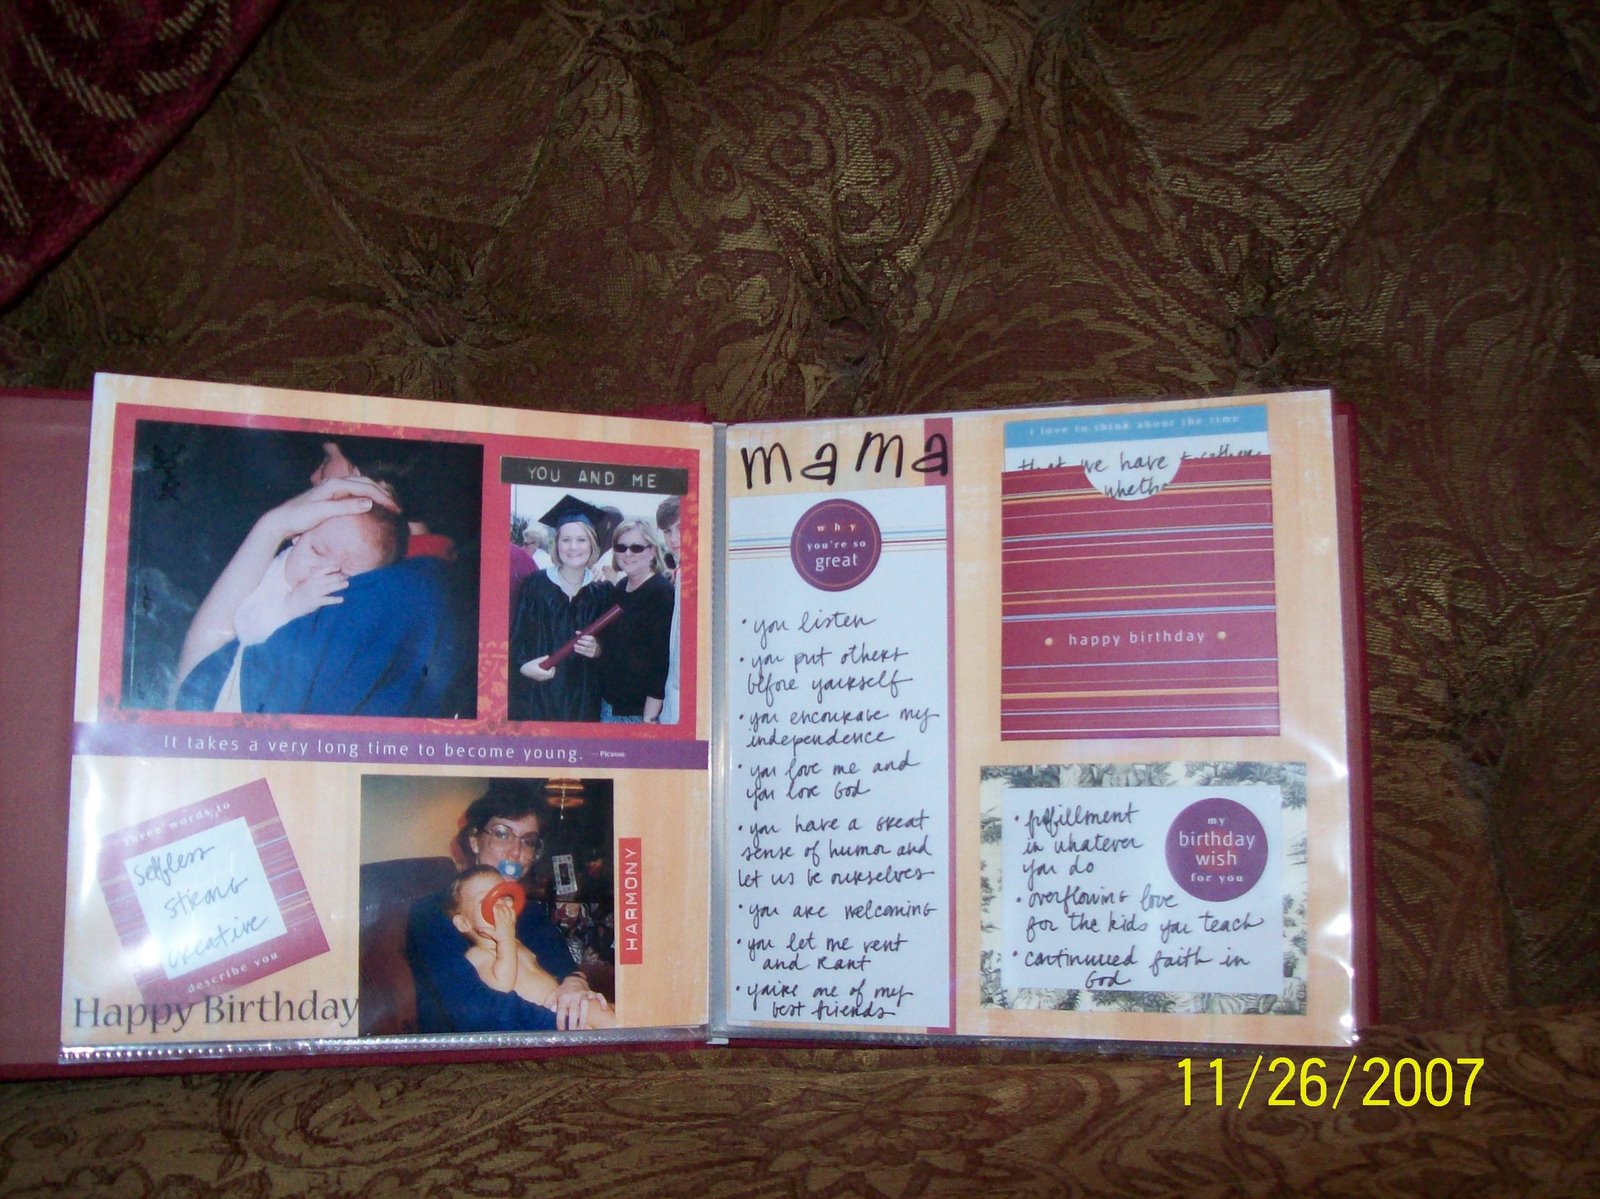 YOU AND ME
It takes a very long time to become young. — Picasso
three words to
Selfless
strong
creative
describe you
Happy Birthday
HARMONY
mama
why
you're so
great
• you listen
• you put others
before yourself
• you encourage my
independence
• you love me and
you love God
• you have a great
sense of humor and
let us be ourselves
• you are welcoming
• you let me vent
and rant
• you're one of my
best friends
i love to think about the time
that we have together
wheth
• happy birthday •
my
birthday
wish
for you
• fulfillment
in whatever
you do
• overflowing love
for the kids you teach
• continued faith in
God
11/26/2007